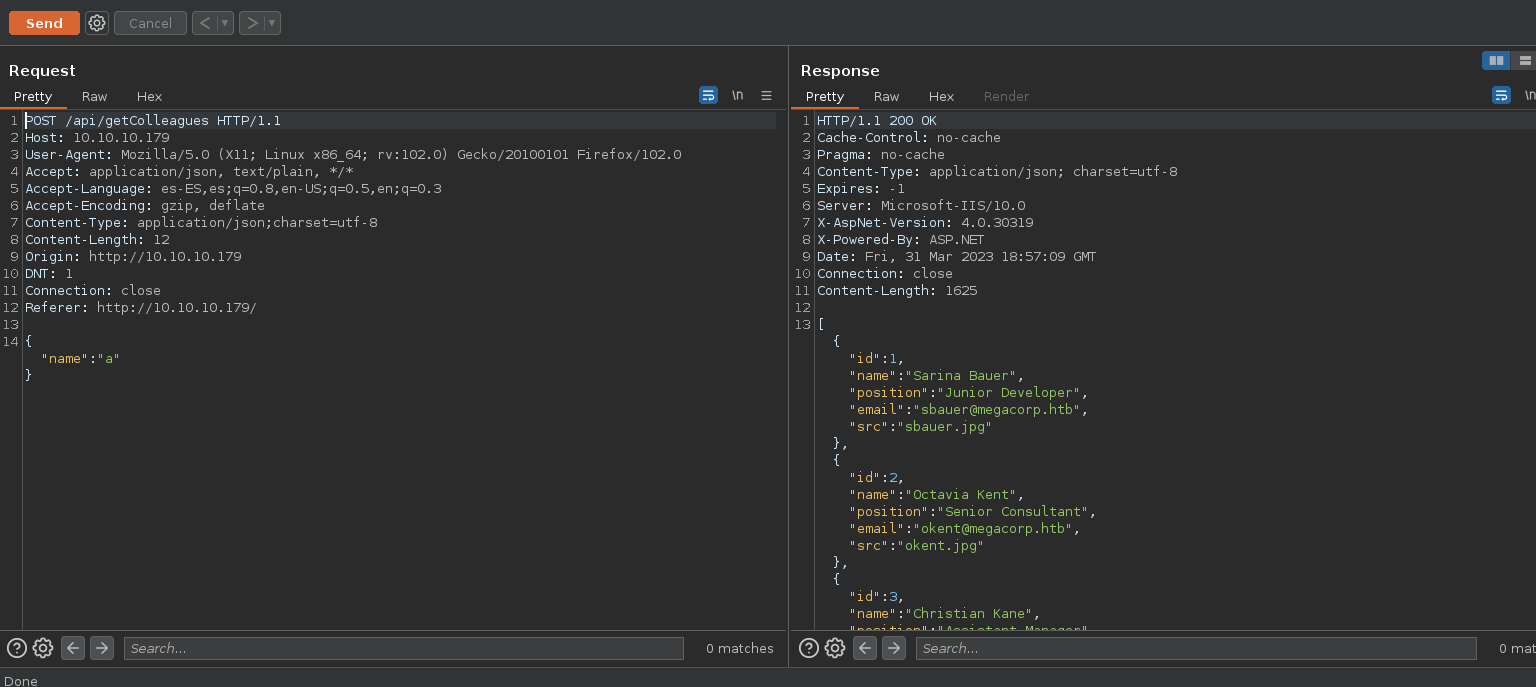 Send Cancel
Request
Pretty Raw Hex \n
1 POST /api/getColleagues HTTP/1.1
2 Host: 10.10.10.179
3 User-Agent: Mozilla/5.0 (X11; Linux x86_64; rv:102.0) Gecko/20100101 Firefox/102.0
4 Accept: application/json, text/plain, */*
5 Accept-Language: es-ES,es;q=0.8,en-US;q=0.5,en;q=0.3
6 Accept-Encoding: gzip, deflate
7 Content-Type: application/json;charset=utf-8
8 Content-Length: 12
9 Origin: http://10.10.10.179
10 DNT: 1
11 Connection: close
12 Referer: http://10.10.10.179/
13
14 {
"name":"a"
}
Search... 0 matches
Response
Pretty Raw Hex Render \n
1 HTTP/1.1 200 OK
2 Cache-Control: no-cache
3 Pragma: no-cache
4 Content-Type: application/json; charset=utf-8
5 Expires: -1
6 Server: Microsoft-IIS/10.0
7 X-AspNet-Version: 4.0.30319
8 X-Powered-By: ASP.NET
9 Date: Fri, 31 Mar 2023 18:57:09 GMT
10 Connection: close
11 Content-Length: 1625
12
13 [
{
"id":1,
"name":"Sarina Bauer",
"position":"Junior Developer",
"email":"sbauer@megacorp.htb",
"src":"sbauer.jpg"
},
{
"id":2,
"name":"Octavia Kent",
"position":"Senior Consultant",
"email":"okent@megacorp.htb",
"src":"okent.jpg"
},
{
"id":3,
"name":"Christian Kane",
"position":"Assistant Manager"
Search... 0 mat
Done